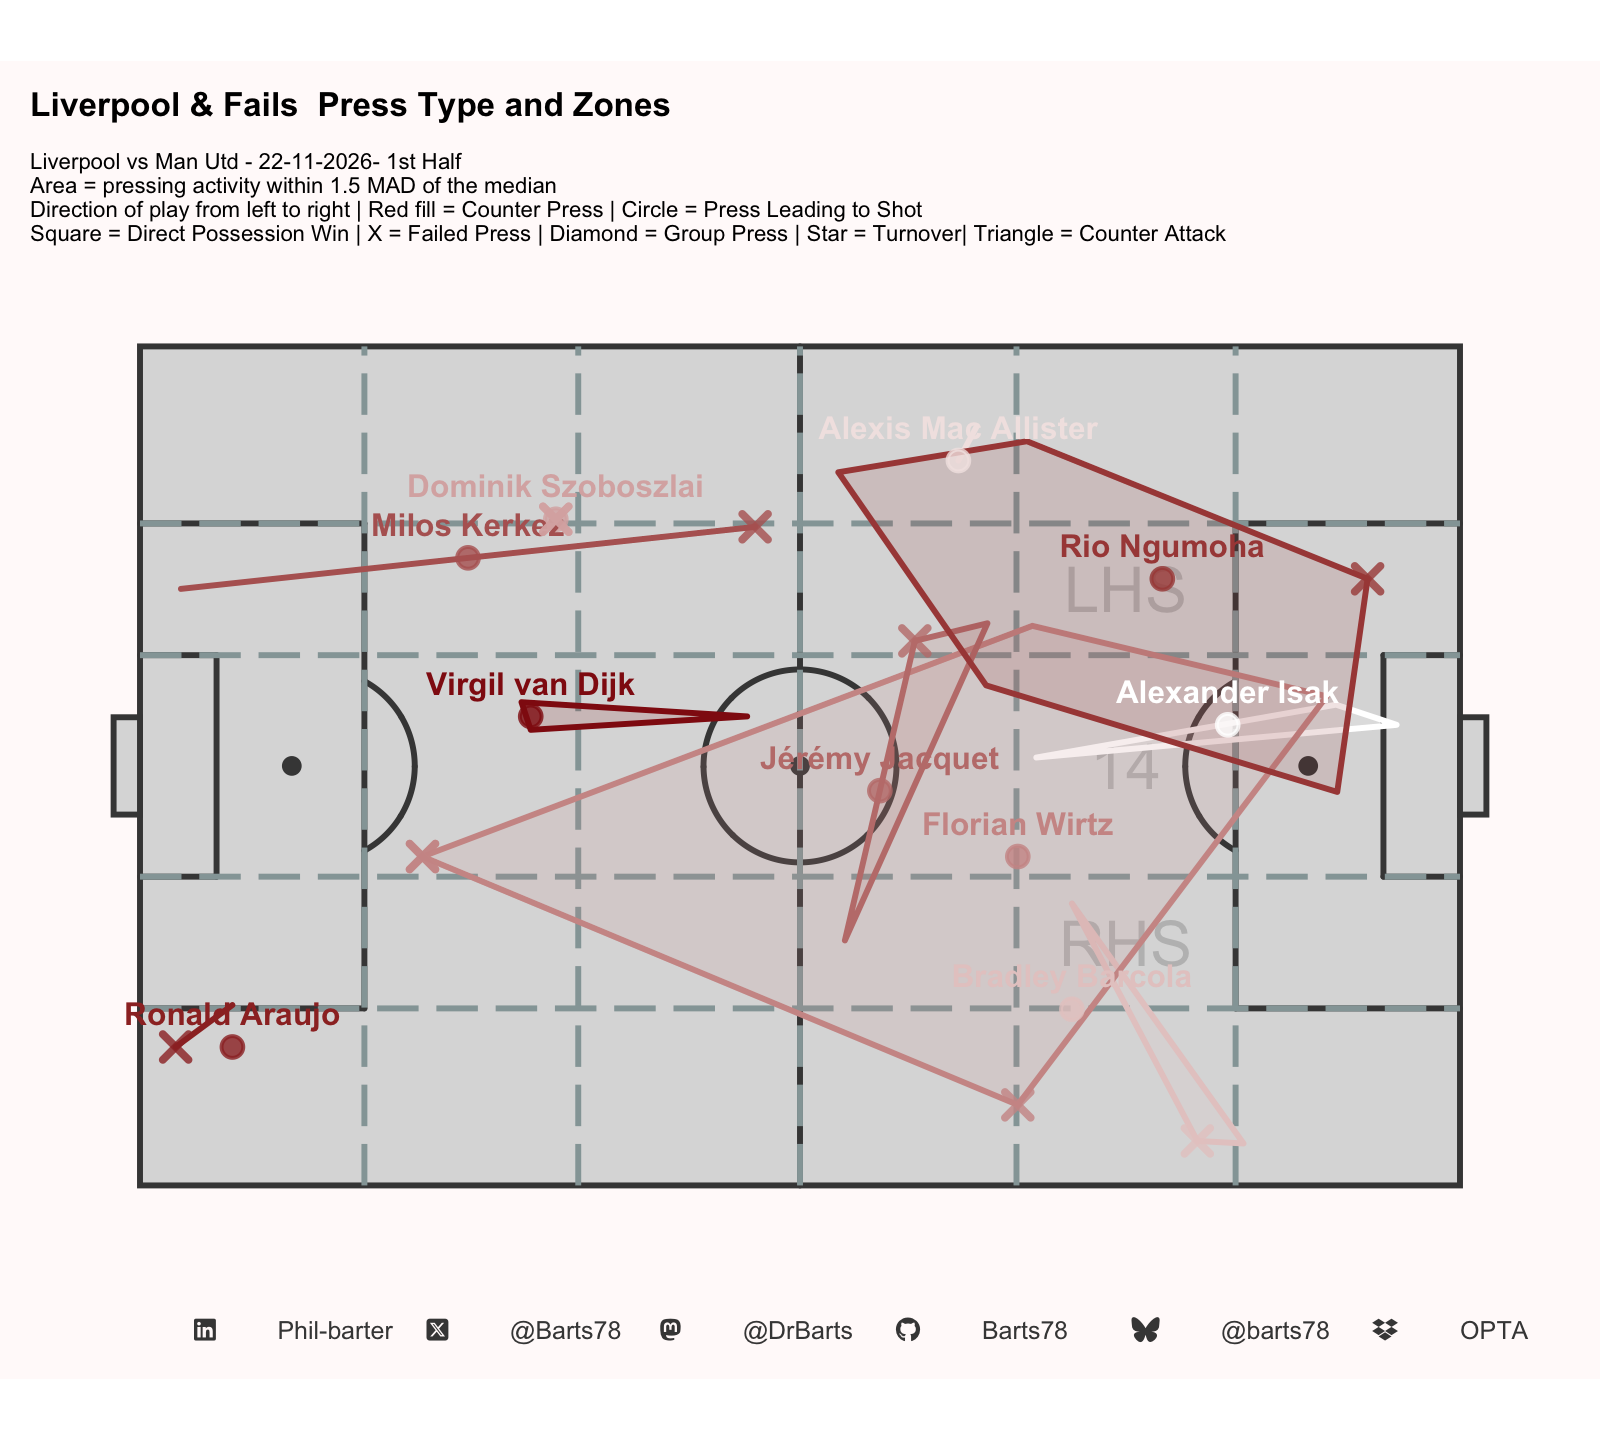 Liverpool & Fails  Press Type and Zones
Liverpool vs Man Utd - 22-11-2026- 1st Half
Area = pressing activity within 1.5 MAD of the median
Direction of play from left to right | Red fill = Counter Press | Circle = Press Leading to Shot
Square = Direct Possession Win | X = Failed Press | Diamond = Group Press | Star = Turnover| Triangle = Counter Attack
Alexis Mac Allister
Dominik Szoboszlai
Milos Kerkez
Rio Ngumoha
LHS
Virgil van Dijk
Alexander Isak
Jérémy Jacquet
14
Florian Wirtz
RHS
Bradley Barcola
Ronald Araujo
Phil-barter @Barts78 @DrBarts Barts78 @barts78 OPTA